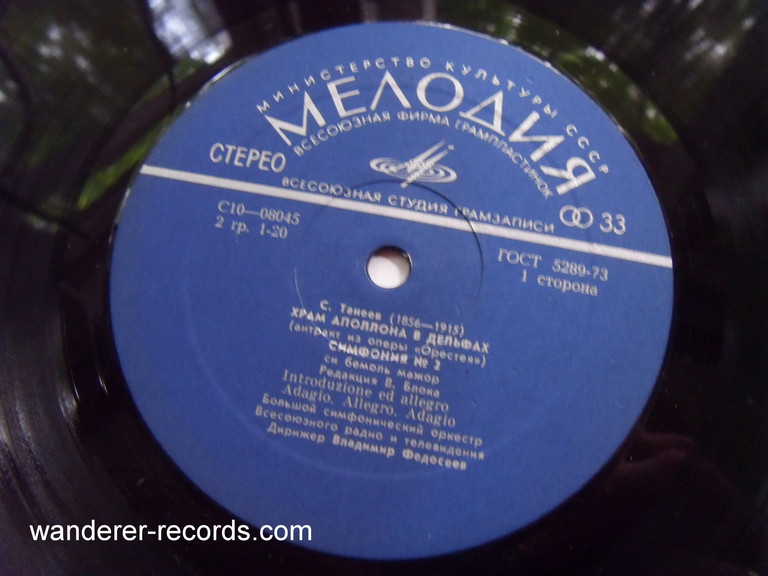 МИНИСТЕРСТВО КУЛЬТУРЫ СССР
МЕЛОДИЯ
ВСЕСОЮЗНАЯ ФИРМА ГРАМПЛАСТИНОК
СТЕРЕО
ВСЕСОЮЗНАЯ СТУДИЯ ГРАМЗАПИСИ
33
С10—08045
2 гр. 1-20
ГОСТ 5289-73
1 сторона
С. Танеев (1856—1915)
ХРАМ АПОЛЛОНА В ДЕЛЬФАХ
(антракт из оперы «Орестея»)
СИМФОНИЯ № 2
си бемоль мажор
Редакция В. Блока
Introduzione ed allegro
Adagio. Allegro. Adagio
Большой симфонический оркестр
Всесоюзного радио и телевидения
Дирижер Владимир Федосеев
wanderer-records.com